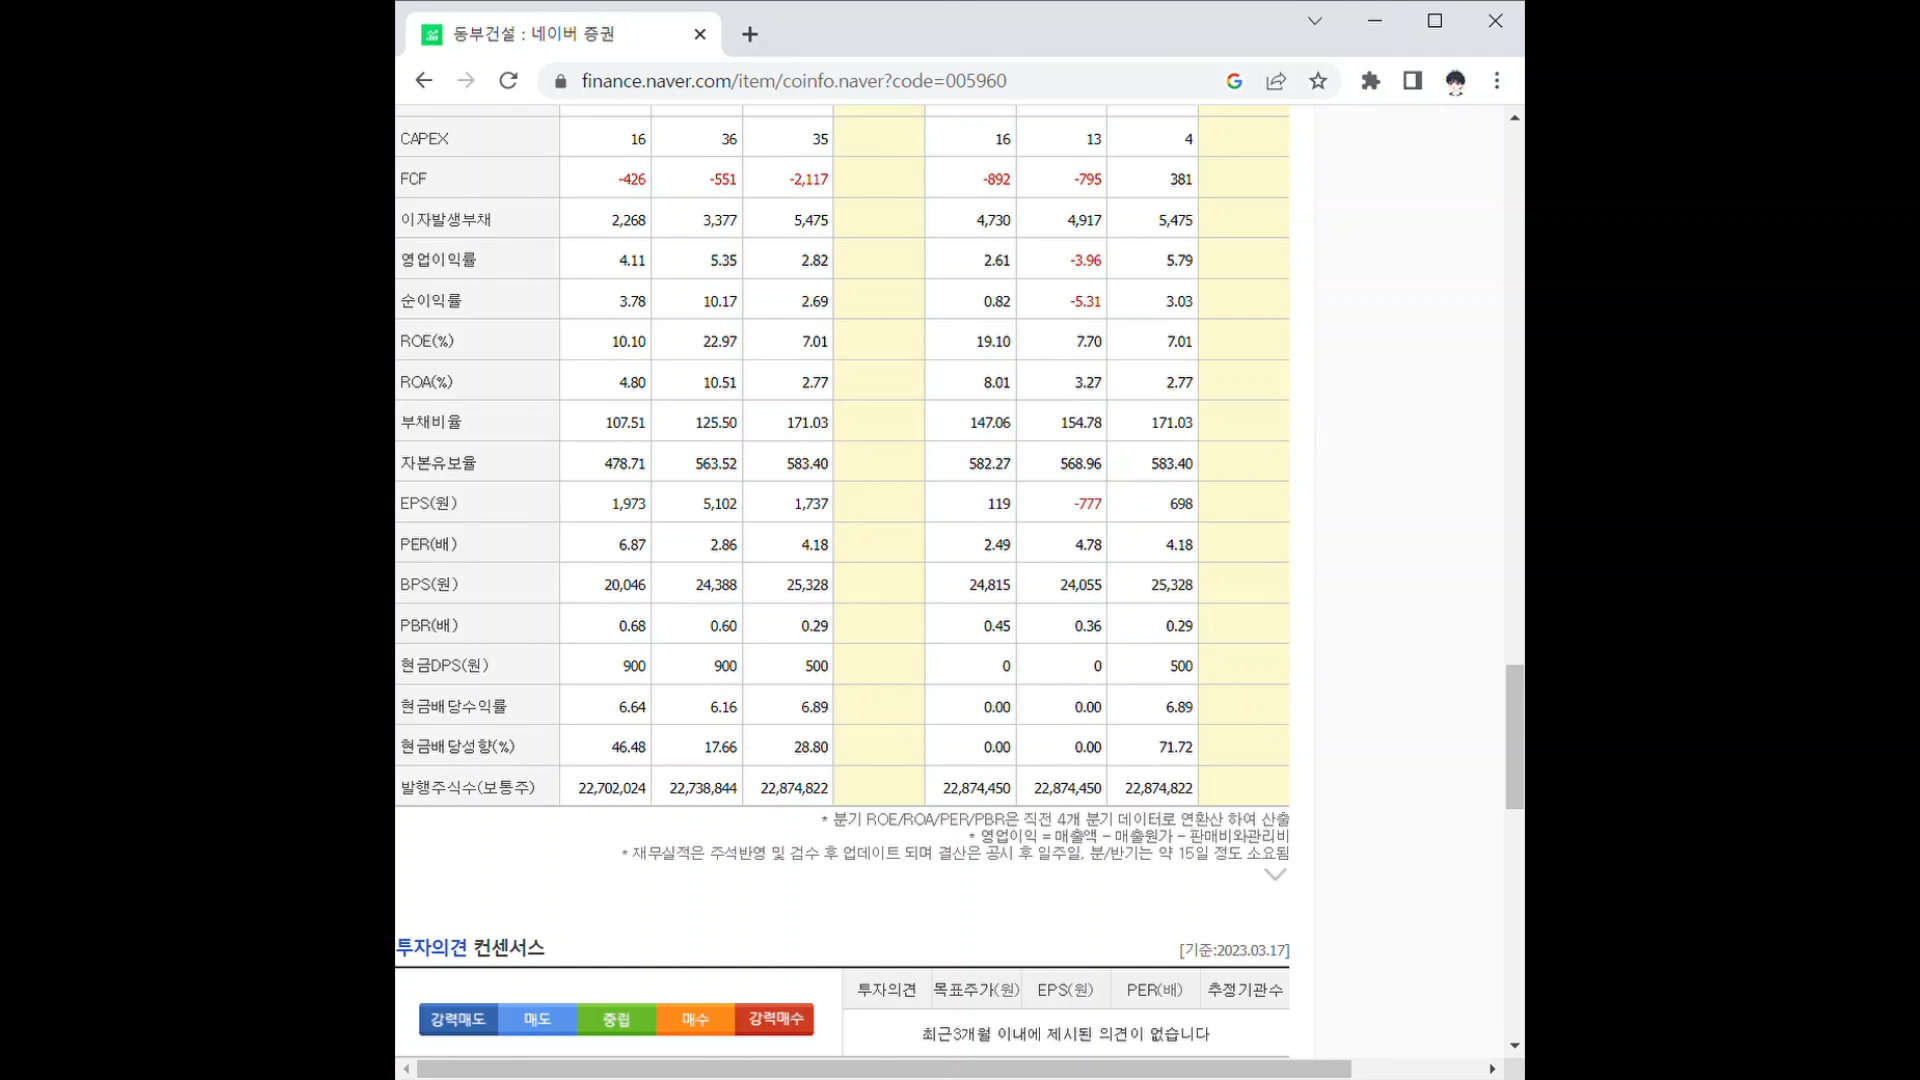 동부건설 : 네이버 증권
finance.naver.com/item/coinfo.naver?code=005960
CAPEX 16 36 35 16 13 4
FCF -426 -551 -2,117 -892 -795 381
이자발생부채 2,268 3,377 5,475 4,730 4,917 5,475
영업이익률 4.11 5.35 2.82 2.61 -3.96 5.79
순이익률 3.78 10.17 2.69 0.82 -5.31 3.03
ROE(%) 10.10 22.97 7.01 19.10 7.70 7.01
ROA(%) 4.80 10.51 2.77 8.01 3.27 2.77
부채비율 107.51 125.50 171.03 147.06 154.78 171.03
자본유보율 478.71 563.52 583.40 582.27 568.96 583.40
EPS(원) 1,973 5,102 1,737 119 -777 698
PER(배) 6.87 2.86 4.18 2.49 4.78 4.18
BPS(원) 20,046 24,388 25,328 24,815 24,055 25,328
PBR(배) 0.68 0.60 0.29 0.45 0.36 0.29
현금DPS(원) 900 900 500 0 0 500
현금배당수익률 6.64 6.16 6.89 0.00 0.00 6.89
현금배당성향(%) 46.48 17.66 28.80 0.00 0.00 71.72
발행주식수(보통주) 22,702,024 22,738,844 22,874,822 22,874,450 22,874,450 22,874,822
* 분기 ROE/ROA/PER/PBR은 직전 4개 분기 데이터로 연환산 하여 산출
* 영업이익 = 매출액 - 매출원가 - 판매비와관리비
* 재무실적은 주석반영 및 검수 후 업데이트 되며 결산은 공시 후 일주일, 분/반기는 약 15일 정도 소요됨
투자의견 컨센서스 [기준:2023.03.17]
투자의견 목표주가(원) EPS(원) PER(배) 추정기관수
강력매도 매도 중립 매수 강력매수
최근3개월 이내에 제시된 의견이 없습니다